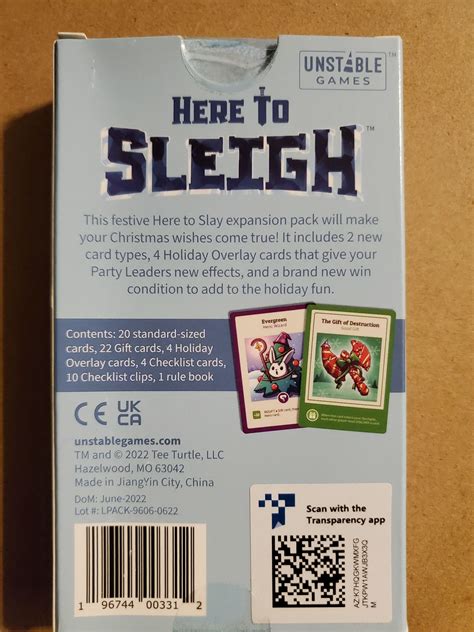 UNSTABLE
GAMES
™
HERE TO
SLEIGH
™
This festive Here to Slay expansion pack will make
your Christmas wishes come true! It includes 2 new
card types, 4 Holiday Overlay cards that give your
Party Leaders new effects, and a brand new win
condition to add to the holiday fun.
Contents: 20 standard-sized
cards, 22 Gift cards, 4 Holiday
Overlay cards, 4 Checklist cards,
10 Checklist clips, 1 rule book
Evergreen
Hero: Wizard
The Gift of Destruction
CE UK
CA
unstablegames.com
TM and © 2022 Tee Turtle, LLC
Hazelwood, MO 63042
Made in JiangYin City, China
DoM: June-2022
Lot #: LPACK-9606-0622
1 96744 00331 2
Scan with the
Transparency app